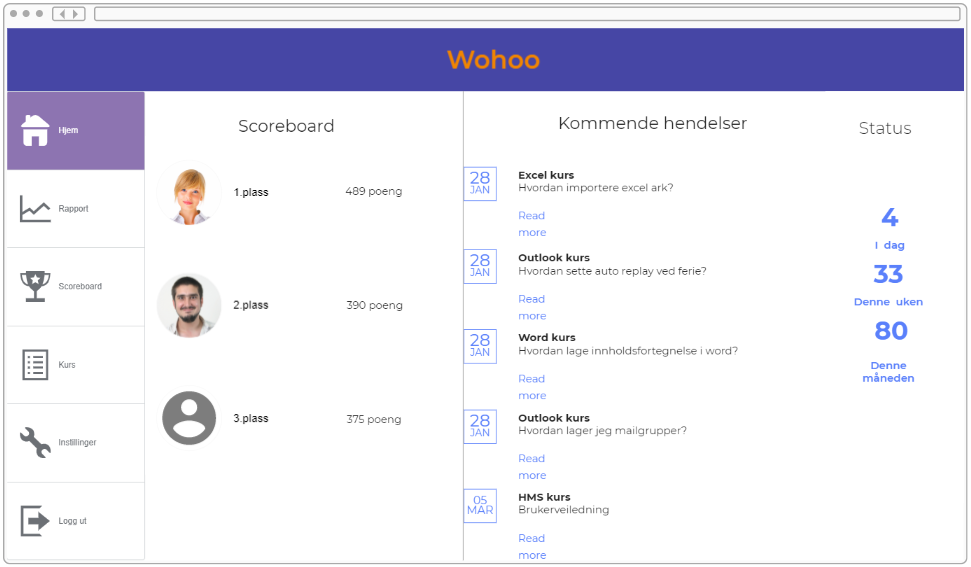 Wohoo
Hjem
Rapport
Scoreboard
Kurs
Instillinger
Logg ut
Scoreboard
1.plass
489 poeng
2.plass
390 poeng
3.plass
375 poeng
Kommende hendelser
28
JAN
Excel kurs
Hvordan importere excel ark?
Read
more
28
JAN
Outlook kurs
Hvordan sette auto replay ved ferie?
Read
more
28
JAN
Word kurs
Hvordan lage innholdsfortegnelse i word?
Read
more
28
JAN
Outlook kurs
Hvordan lager jeg mailgrupper?
Read
more
05
MAR
HMS kurs
Brukerveiledning
Read
more
Status
4
I dag
33
Denne uken
80
Denne
måneden